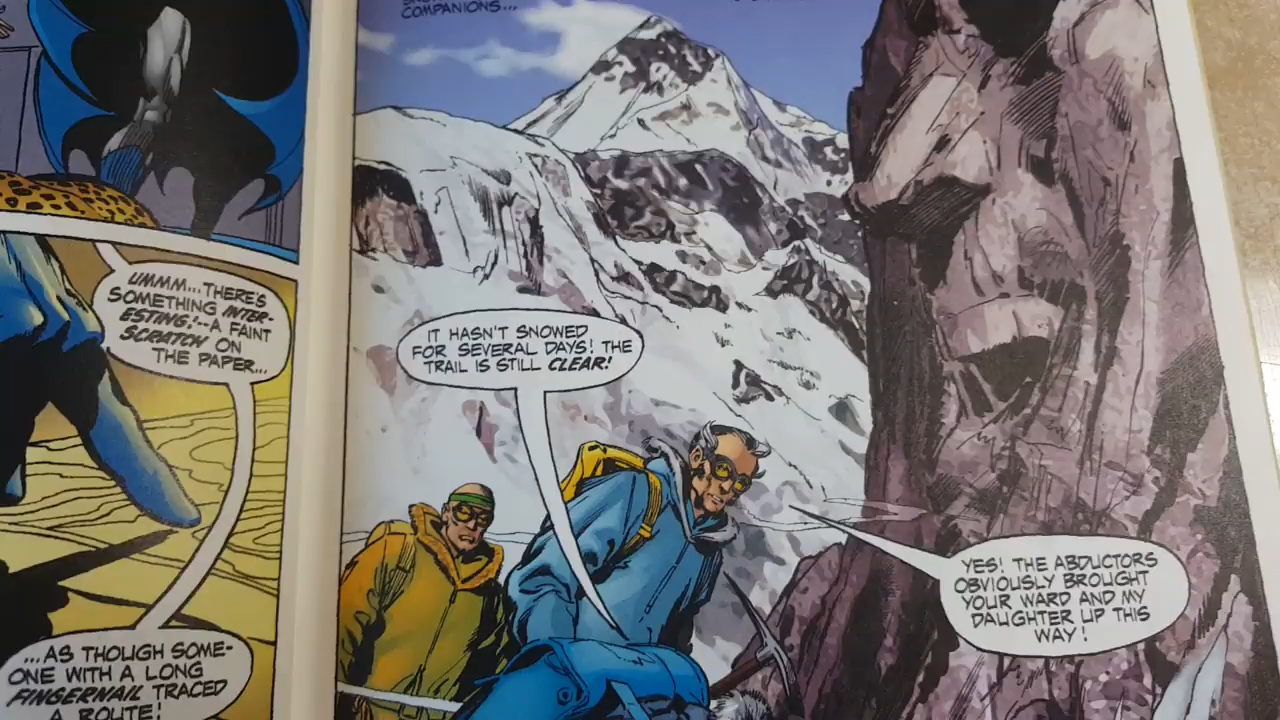 UMMM...THERE'S
SOMETHING INTER-
ESTING!--A FAINT
SCRATCH ON
THE PAPER...
...AS THOUGH SOME-
ONE WITH A LONG
FINGERNAIL TRACED
A ROUTE!
COMPANIONS...
IT HASN'T SNOWED
FOR SEVERAL DAYS! THE
TRAIL IS STILL CLEAR!
YES! THE ABDUCTORS
OBVIOUSLY BROUGHT
YOUR WARD AND MY
DAUGHTER UP THIS
WAY!